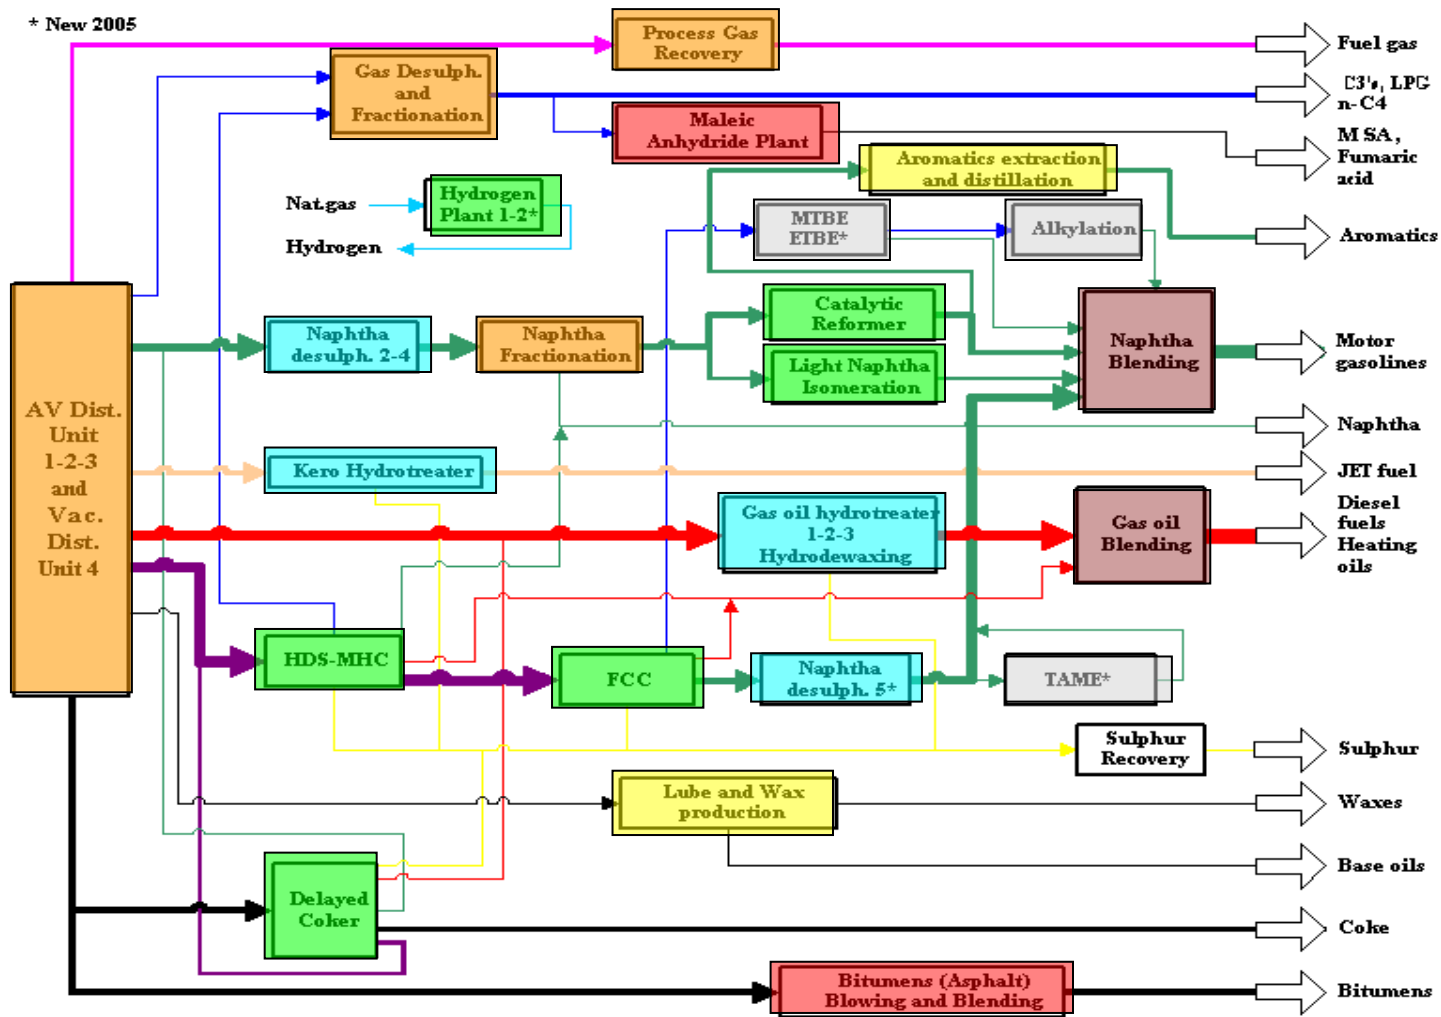 * New 2005
Process Gas
Recovery
Fuel gas
Gas Desulph.
and
Fractionation
C3's, LPG
n-C4
Maleic
Anhydride Plant
M SA,
Fumaric
acid
Aromatics extraction
and distillation
Nat.gas
Hydrogen
Plant 1-2*
Hydrogen
MTBE
ETBE*
Alkylation
Aromatics
Naphtha
desulph. 2-4
Naphtha
Fractionation
Catalytic
Reformer
Light Naphtha
Isomeration
Naphtha
Blending
Motor
gasolines
AV Dist.
Unit
1-2-3
and
Vac.
Dist.
Unit 4
Naphtha
Kero Hydrotreater
JET fuel
Gas oil hydrotreater
1-2-3
Hydrodewaxing
Gas oil
Blending
Diesel
fuels
Heating
oils
HDS-MHC
FCC
Naphtha
desulph. 5*
TAME*
Sulphur
Recovery
Sulphur
Lube and Wax
production
Waxes
Base oils
Delayed
Coker
Coke
Bitumens (Asphalt)
Blowing and Blending
Bitumens